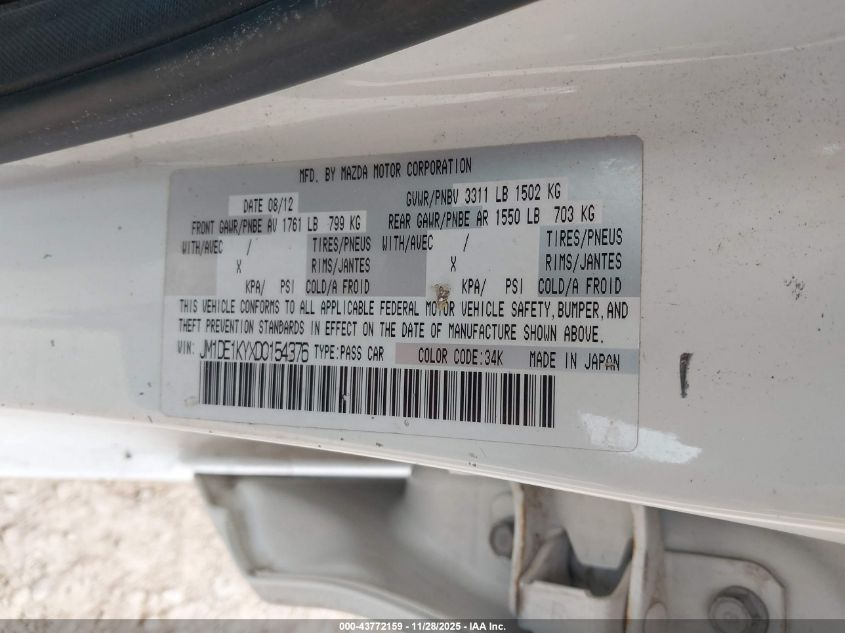 MFD. BY MAZDA MOTOR CORPORATION
DATE 08/12 GVWR/PNBV 3311 LB 1502 KG
FRONT GAWR/PNBE AV 1761 LB 799 KG REAR GAWR/PNBE AR 1550 LB 703 KG
WITH/AVEC / TIRES/PNEUS WITH/AVEC / TIRES/PNEUS
X RIMS/JANTES X RIMS/JANTES
KPA/ PSI COLD/A FROID KPA/ PSI COLD/A FROID
THIS VEHICLE CONFORMS TO ALL APPLICABLE FEDERAL MOTOR VEHICLE SAFETY, BUMPER, AND
THEFT PREVENTION STANDARDS IN EFFECT ON THE DATE OF MANUFACTURE SHOWN ABOVE.
VIN: JM1DE1KYXD0154376 TYPE:PASS CAR COLOR CODE:34K MADE IN JAPAN
000-43772159 - 11/28/2025 - IAA Inc.